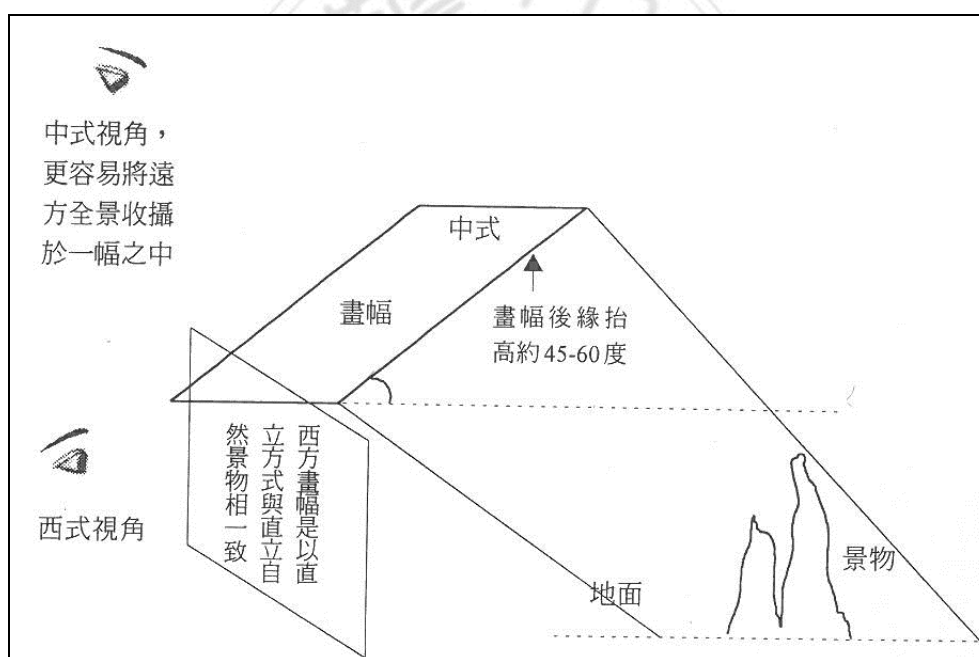 中式視角，
更容易將遠
方全景收攝
於一幅之中
中式
畫幅
畫幅後緣抬
高約45-60度
西方畫幅是以直
立方式與直立自
然景物相一致
西式視角
地面
景物